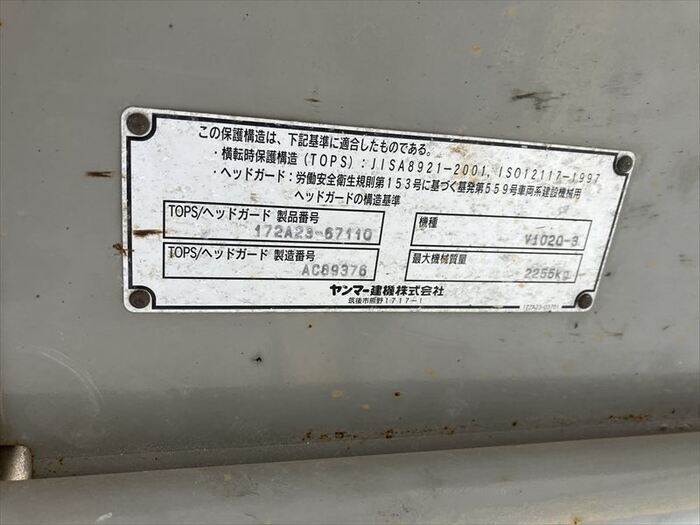 この保護構造は、下記基準に適合したものである。
・横転時保護構造(TOPS):JISA8921-2001, ISO12117-1997
・ヘッドガード:労働安全衛生規則第153号に基づく基発第559号車両系建設機械用
ヘッドガードの構造基準
TOPS/ヘッドガード 製品番号
172A23-67110
TOPS/ヘッドガード 製造番号
AC89376
機種
ViO20-3
最大機械質量
2255kg
ヤンマー建機株式会社
筑後市熊野1717-1